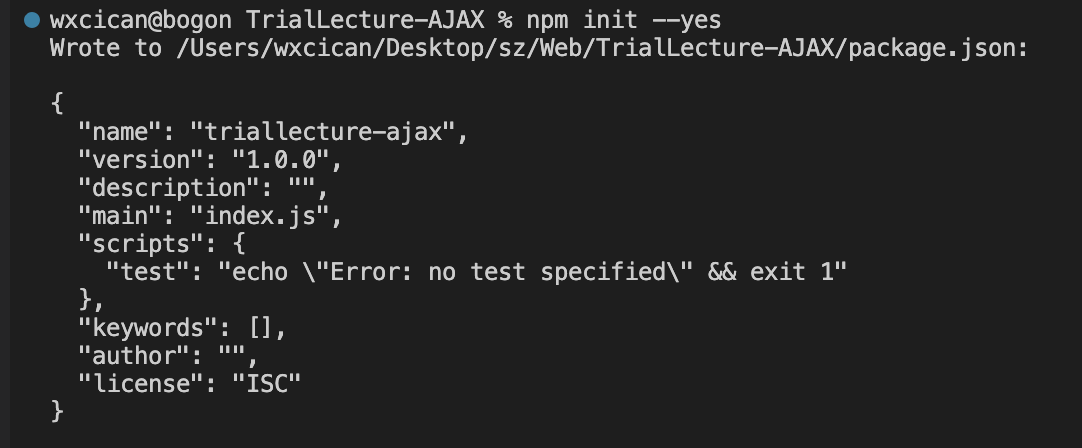 wxcican@bogon TrialLecture-AJAX % npm init --yes
Wrote to /Users/wxcican/Desktop/sz/Web/TrialLecture-AJAX/package.json:

{
  "name": "triallecture-ajax",
  "version": "1.0.0",
  "description": "",
  "main": "index.js",
  "scripts": {
    "test": "echo \"Error: no test specified\" && exit 1"
  },
  "keywords": [],
  "author": "",
  "license": "ISC"
}